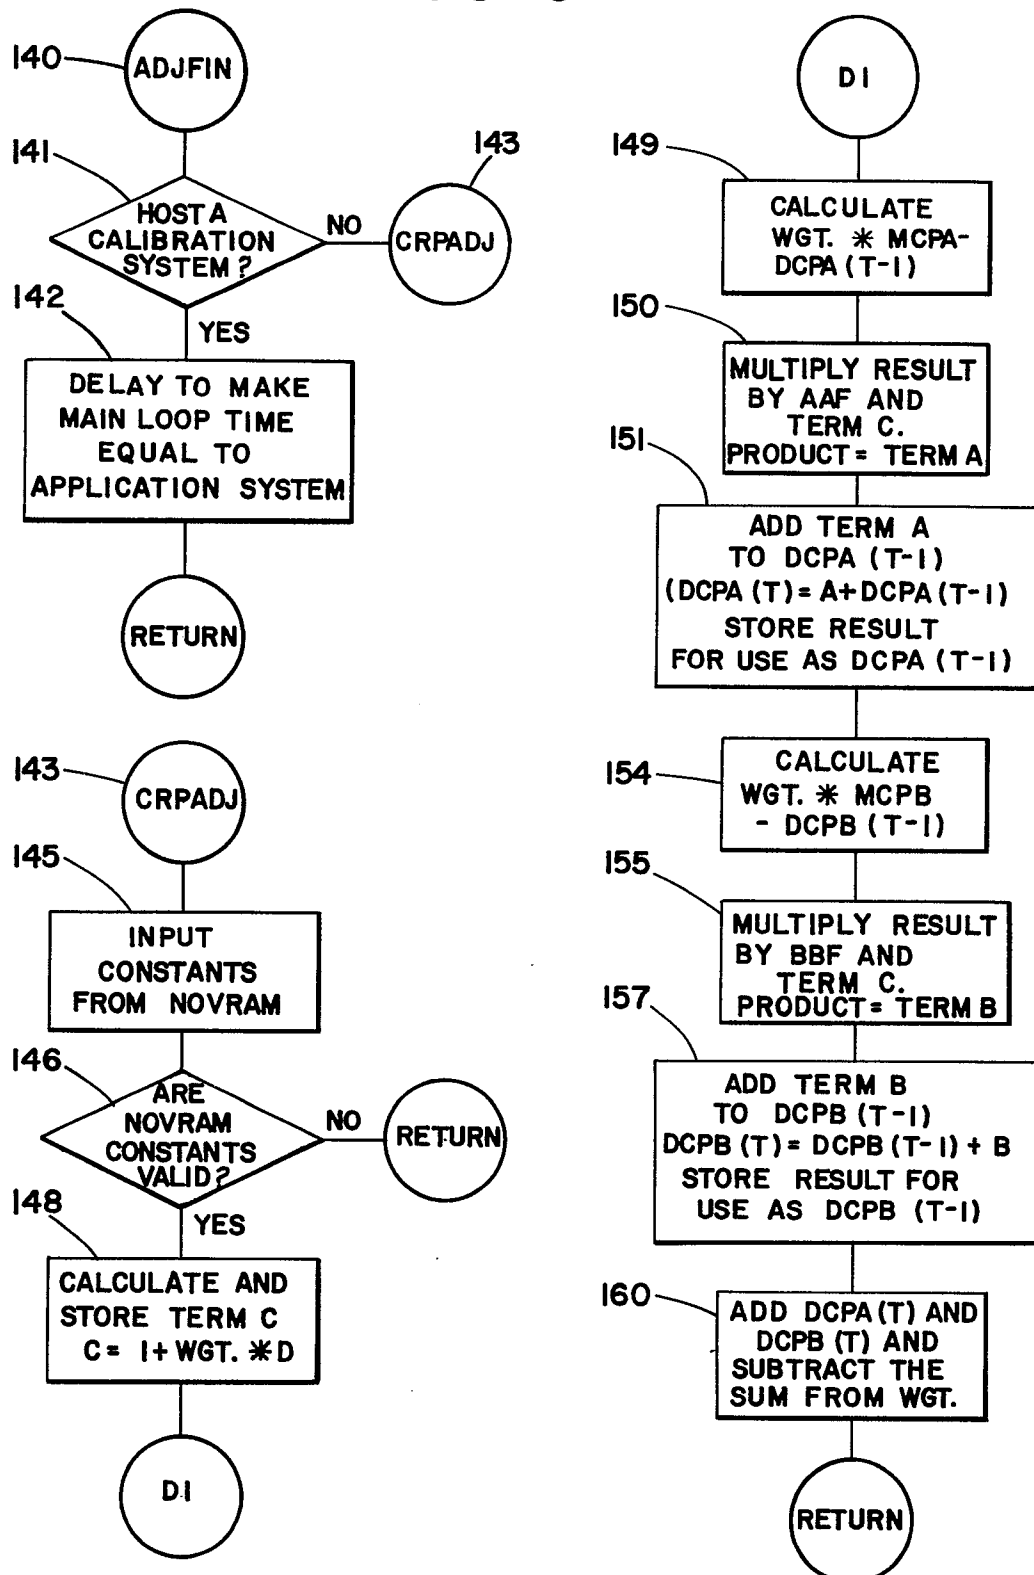 140
ADJFIN
141
HOST A
CALIBRATION
SYSTEM?
NO
143
CRPADJ
142
YES
DELAY TO MAKE
MAIN LOOP TIME
EQUAL TO
APPLICATION SYSTEM
RETURN
143
CRPADJ
145
INPUT
CONSTANTS
FROM NOVRAM
146
ARE
NOVRAM
CONSTANTS
VALID?
NO
RETURN
148
YES
CALCULATE AND
STORE TERM C
C= 1+WGT. *D
D1
D1
149
CALCULATE
WGT. * MCPA-
DCPA (T-1)
150
MULTIPLY RESULT
BY AAF AND
TERM C.
PRODUCT= TERM A
151
ADD TERM A
TO DCPA (T-1)
(DCPA (T)= A+DCPA (T-1)
STORE RESULT
FOR USE AS DCPA (T-1)
154
CALCULATE
WGT. * MCPB
- DCPB (T-1)
155
MULTIPLY RESULT
BY BBF AND
TERM C.
PRODUCT= TERM B
157
ADD TERM B
TO DCPB (T-1)
DCPB (T)= DCPB (T-1) + B
STORE RESULT FOR
USE AS DCPB (T-1)
160
ADD DCPA (T) AND
DCPB (T) AND
SUBTRACT THE
SUM FROM WGT.
RETURN